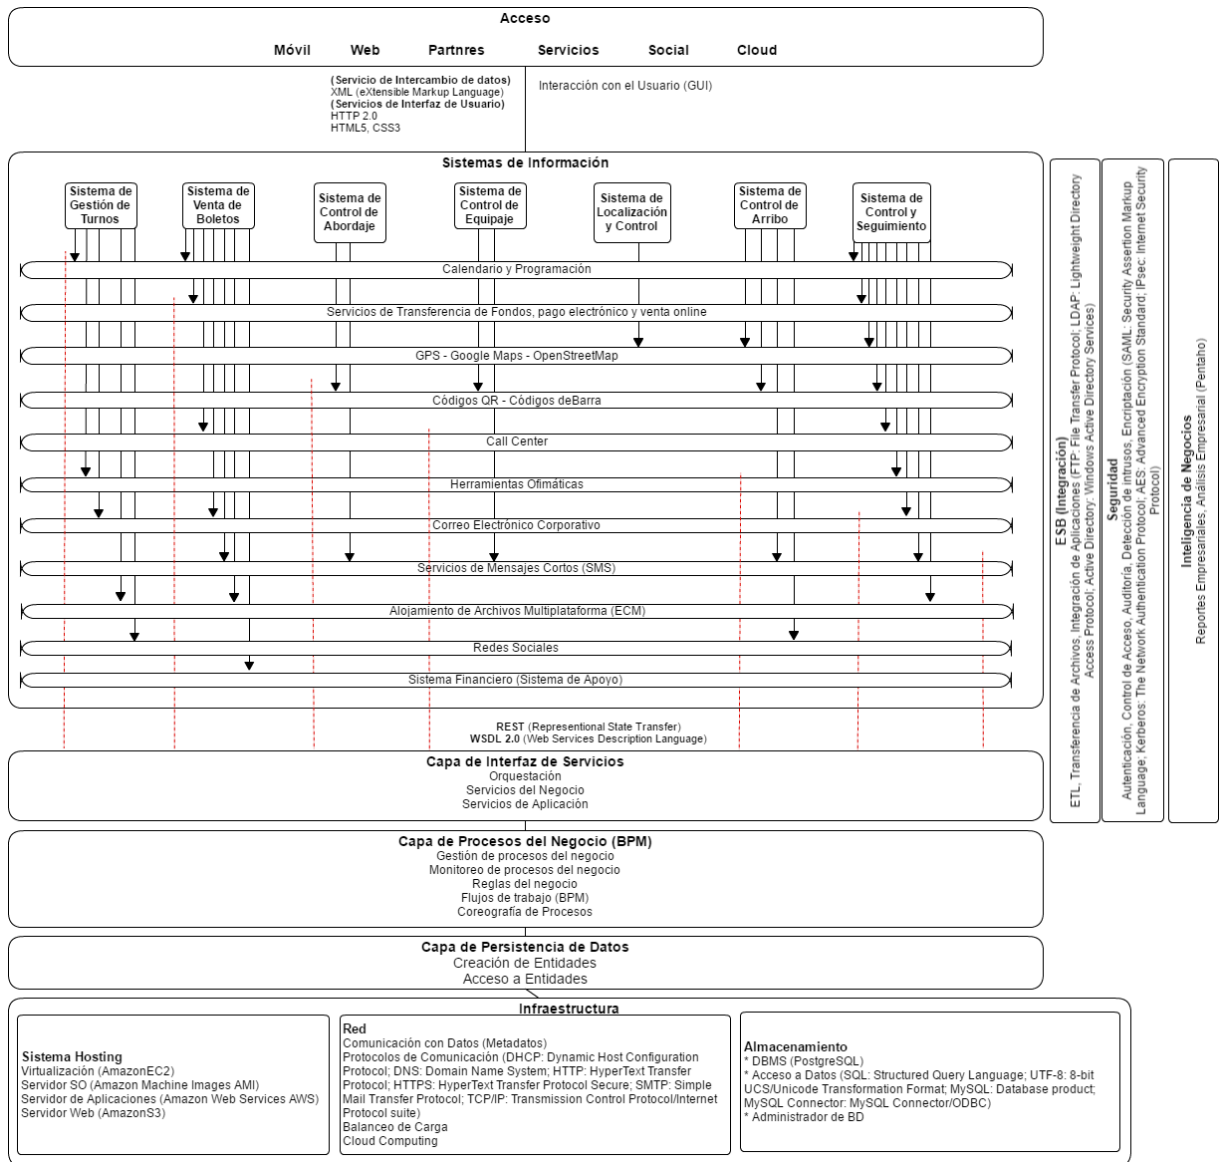 Acceso
Móvil Web Partnres Servicios Social Cloud
(Servicio de Intercambio de datos)
XML (eXtensible Markup Language)
(Servicios de Interfaz de Usuario)
HTTP 2.0
HTML5, CSS3
Interacción con el Usuario (GUI)
Sistemas de Información
Sistema de
Gestión de
Turnos
Sistema de
Venta de
Boletos
Sistema de
Control de
Abordaje
Sistema de
Control de
Equipaje
Sistema de
Localización
y Control
Sistema de
Control de
Arribo
Sistema de
Control y
Seguimiento
Calendario y Programación
Servicios de Transferencia de Fondos, pago electrónico y venta online
GPS - Google Maps - OpenStreetMap
Códigos QR - Códigos deBarra
Call Center
Herramientas Ofimáticas
Correo Electrónico Corporativo
Servicios de Mensajes Cortos (SMS)
Alojamiento de Archivos Multiplataforma (ECM)
Redes Sociales
Sistema Financiero (Sistema de Apoyo)
REST (Representional State Transfer)
WSDL 2.0 (Web Services Description Language)
Capa de Interfaz de Servicios
Orquestación
Servicios del Negocio
Servicios de Aplicación
Capa de Procesos del Negocio (BPM)
Gestión de procesos del negocio
Monitoreo de procesos del negocio
Reglas del negocio
Flujos de trabajo (BPM)
Coreografía de Procesos
Capa de Persistencia de Datos
Creación de Entidades
Acceso a Entidades
Infraestructura
Sistema Hosting
Virtualización (AmazonEC2)
Servidor SO (Amazon Machine Images AMI)
Servidor de Aplicaciones (Amazon Web Services AWS)
Servidor Web (AmazonS3)
Red
Comunicación con Datos (Metadatos)
Protocolos de Comunicación (DHCP: Dynamic Host Configuration
Protocol; DNS: Domain Name System; HTTP: HyperText Transfer
Protocol; HTTPS: HyperText Transfer Protocol Secure; SMTP: Simple
Mail Transfer Protocol; TCP/IP: Transmission Control Protocol/Internet
Protocol suite)
Balanceo de Carga
Cloud Computing
Almacenamiento
* DBMS (PostgreSQL)
* Acceso a Datos (SQL: Structured Query Language; UTF-8: 8-bit
UCS/Unicode Transformation Format; MySQL: Database product;
MySQL Connector: MySQL Connector/ODBC)
* Administrador de BD
ESB (Integración)
ETL, Transferencia de Archivos, Integración de Aplicaciones (FTP: File Transfer Protocol; LDAP: Lightweight Directory
Access Protocol; Active Directory: Windows Active Directory Services)
Seguridad
Autenticación, Control de Acceso, Auditoría, Detección de intrusos, Encriptación (SAML: Security Assertion Markup
Language; Kerberos: The Network Authentication Protocol; AES: Advanced Encryption Standard; IPsec: Internet Security
Protocol)
Inteligencia de Negocios
Reportes Empresariales, Análisis Empresarial (Pentaho)